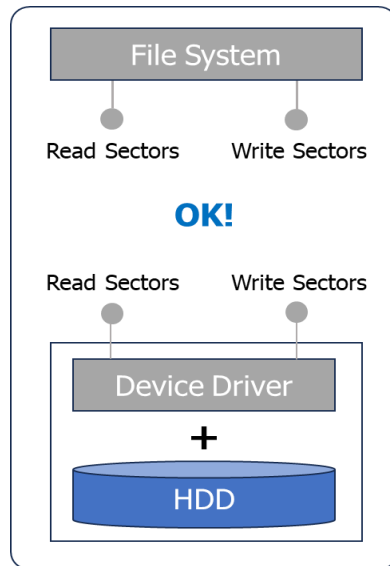 File System
Read Sectors Write Sectors
OK!
Read Sectors Write Sectors
Device Driver
+
HDD